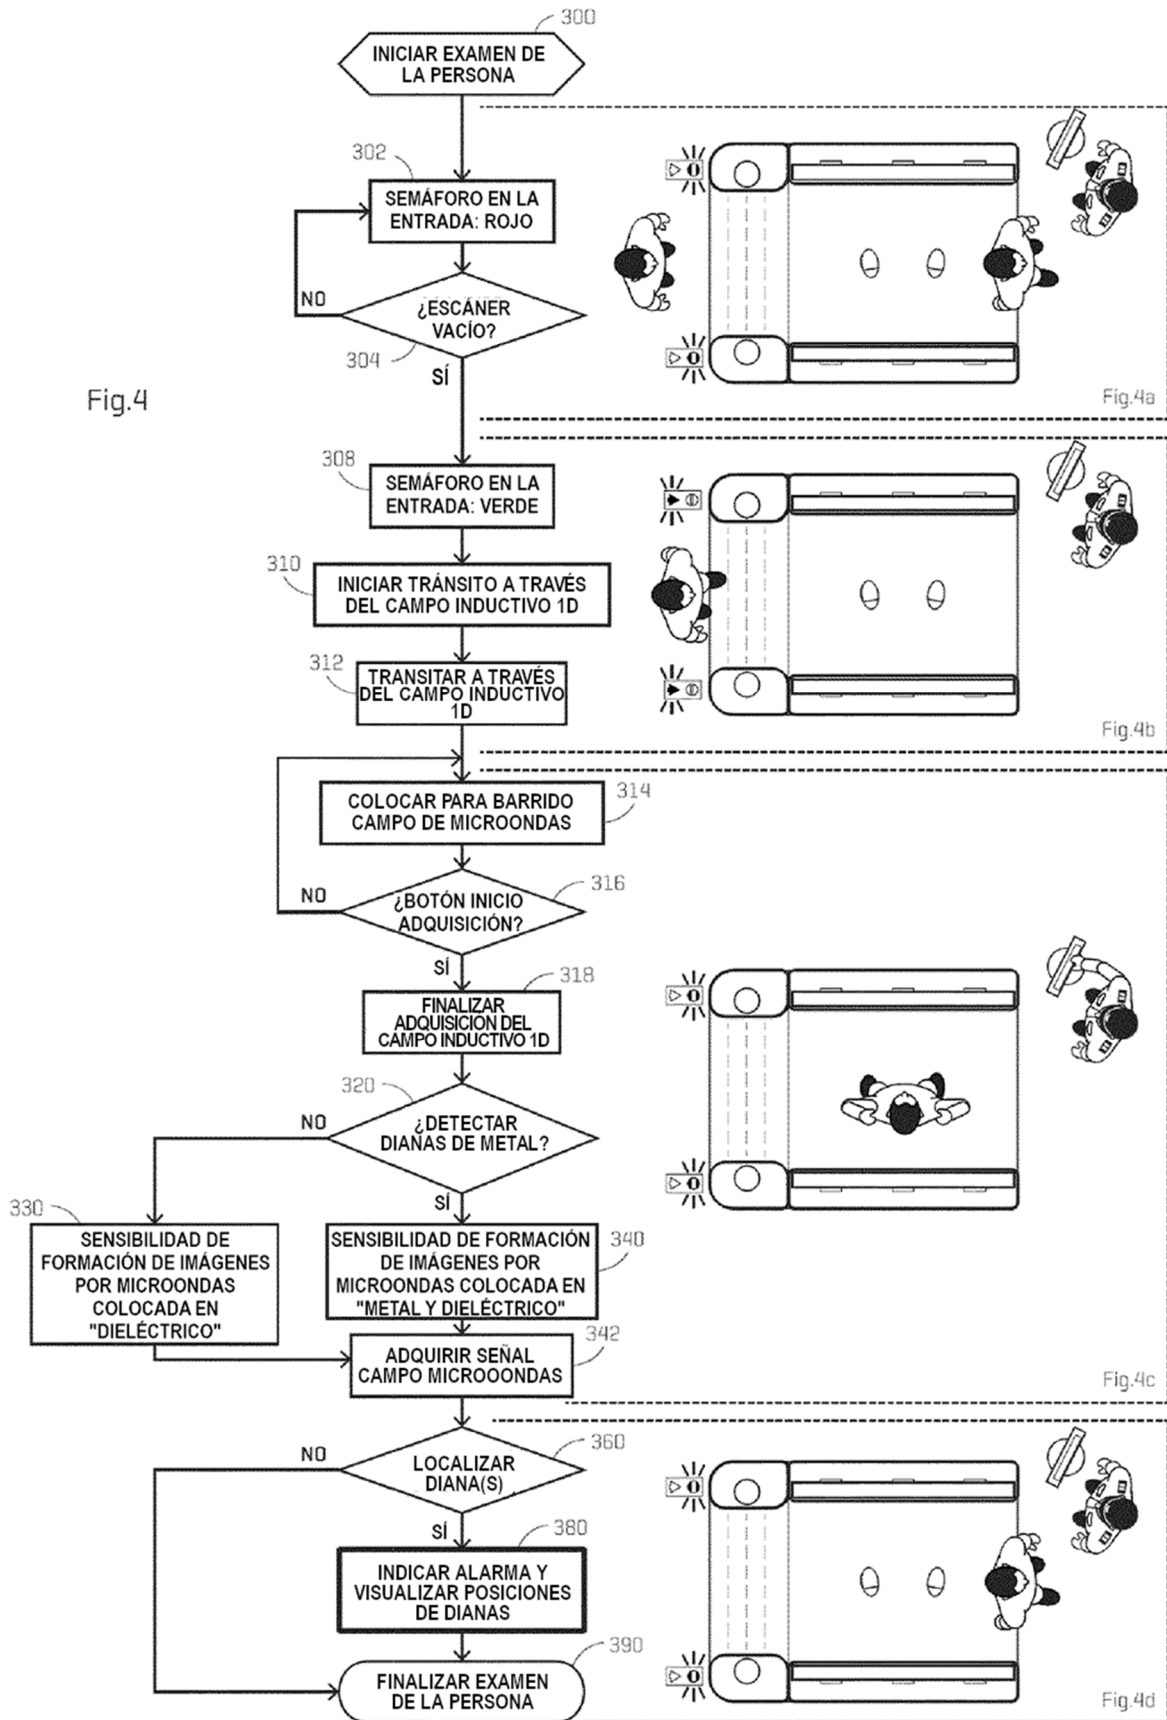 300
INICIAR EXAMEN DE
LA PERSONA
302
SEMÁFORO EN LA
ENTRADA: ROJO
NO
¿ESCÁNER
VACÍO?
304
SÍ
Fig.4a
Fig.4
308
SEMÁFORO EN LA
ENTRADA: VERDE
310
INICIAR TRÁNSITO A TRAVÉS
DEL CAMPO INDUCTIVO 1D
312
TRANSITAR A TRAVÉS
DEL CAMPO INDUCTIVO
1D
Fig.4b
314
COLOCAR PARA BARRIDO
CAMPO DE MICROONDAS
316
NO
¿BOTÓN INICIO
ADQUISICIÓN?
SÍ
318
FINALIZAR
ADQUISICIÓN DEL
CAMPO INDUCTIVO 1D
320
NO
¿DETECTAR
DIANAS DE METAL?
SÍ
330
SENSIBILIDAD DE
FORMACIÓN DE IMÁGENES
POR MICROONDAS
COLOCADA EN
"DIELÉCTRICO"
340
SENSIBILIDAD DE FORMACIÓN
DE IMÁGENES POR
MICROONDAS COLOCADA EN
"METAL Y DIELÉCTRICO"
342
ADQUIRIR SEÑAL
CAMPO MICROOONDAS
Fig.4c
360
NO
LOCALIZAR
DIANA(S)
SÍ
380
INDICAR ALARMA Y
VISUALIZAR POSICIONES
DE DIANAS
390
FINALIZAR EXAMEN
DE LA PERSONA
Fig.4d